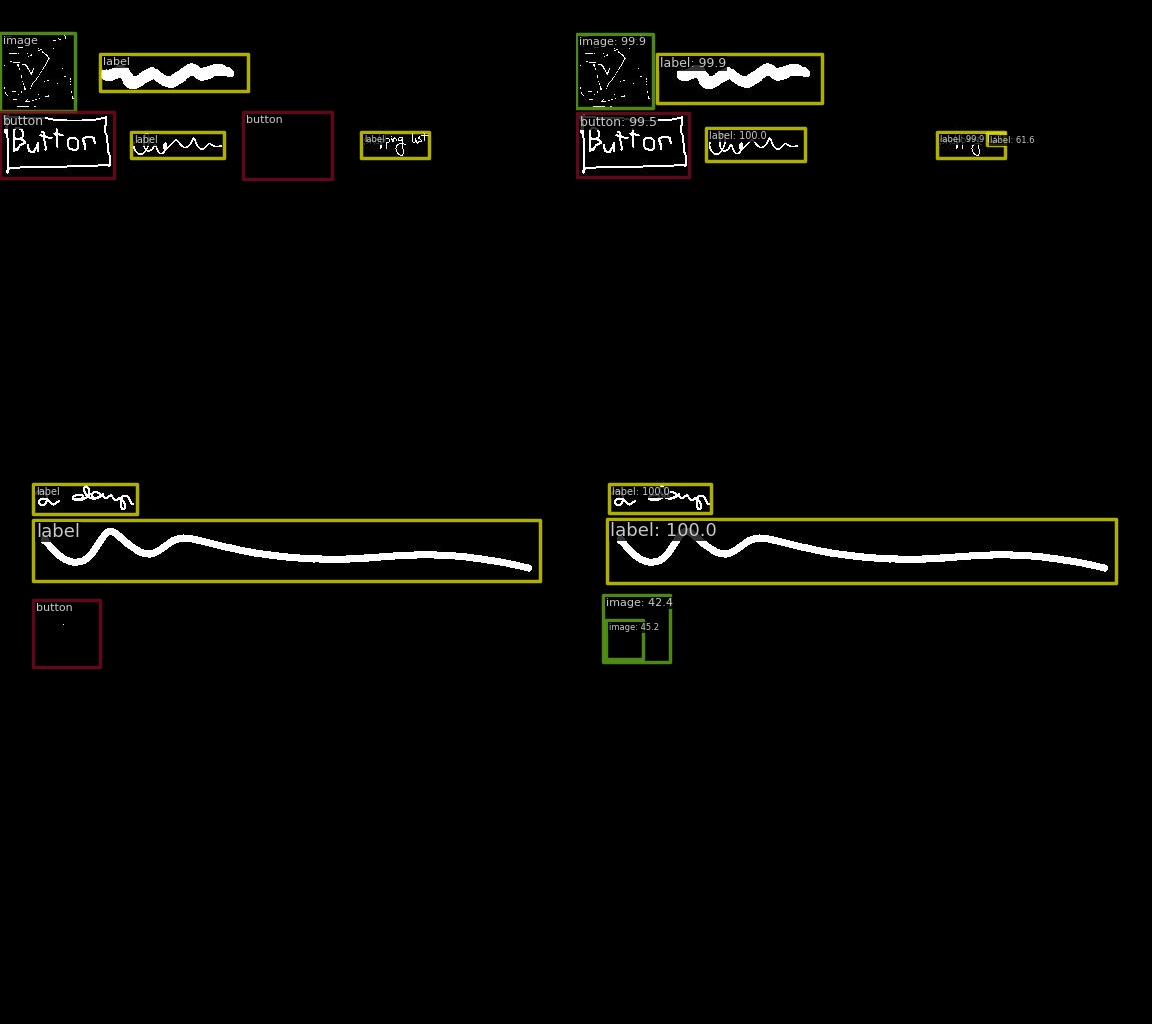 image image: 99.9
label label: 99.9
button button button: 99.5
Button label label label: 100.0 Button label: 99.9 label: 61.6
label label: 100.0
label label: 100.0
button image: 42.4
image: 45.2